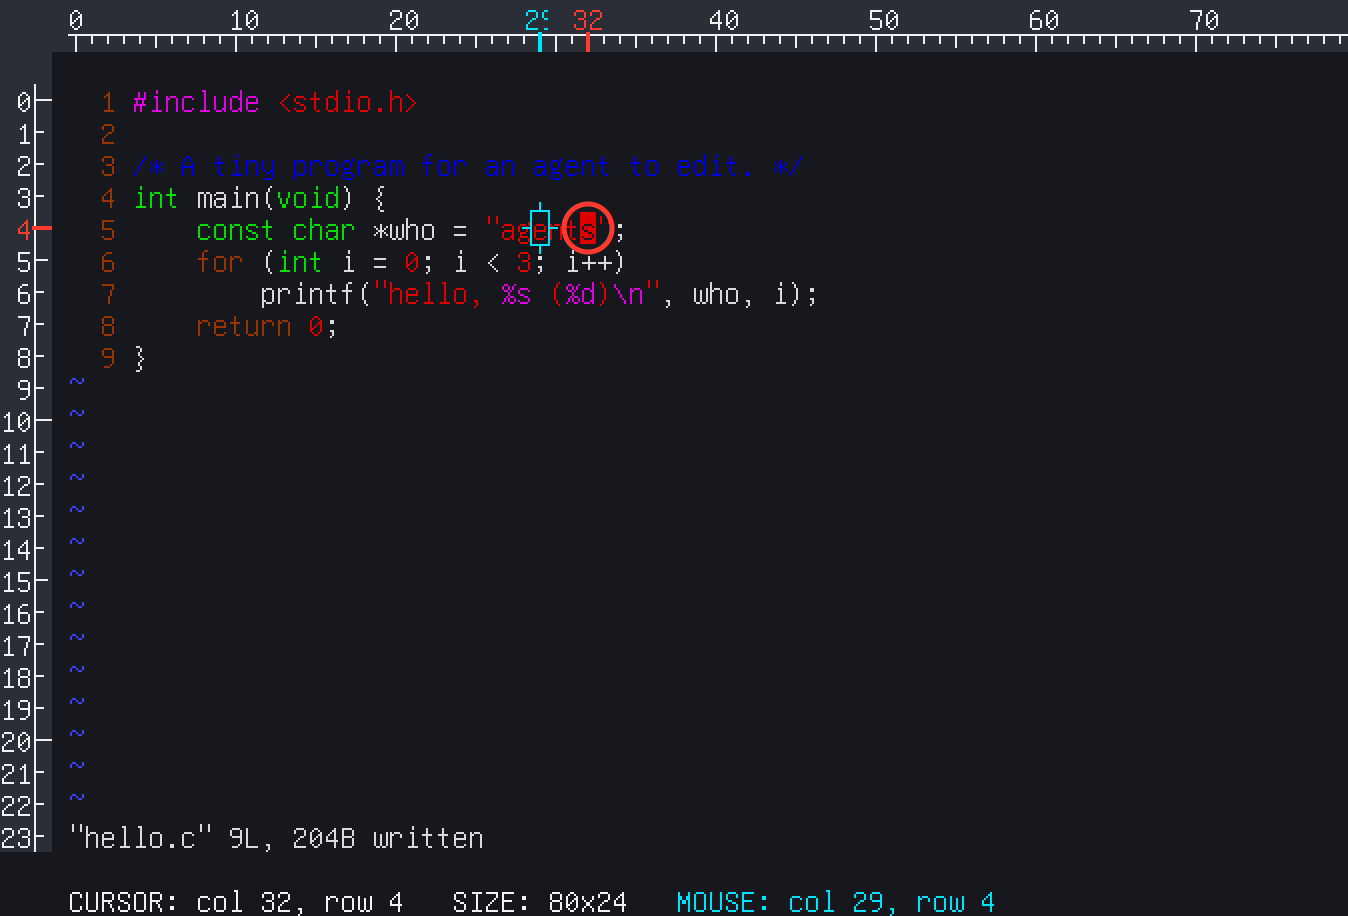 0 10 20 29 32 40 50 60 70
0 1 #include <stdio.h>
1 2
2 3 /* A tiny program for an agent to edit. */
3 4 int main(void) {
4 5     const char *who = "agents";
5 6     for (int i = 0; i < 3; i++)
6 7         printf("hello, %s (%d)\n", who, i);
7 8     return 0;
8 9 }
9 ~
10 ~
11 ~
12 ~
13 ~
14 ~
15 ~
16 ~
17 ~
18 ~
19 ~
20 ~
21 ~
22 ~
23 "hello.c" 9L, 204B written
CURSOR: col 32, row 4   SIZE: 80x24   MOUSE: col 29, row 4